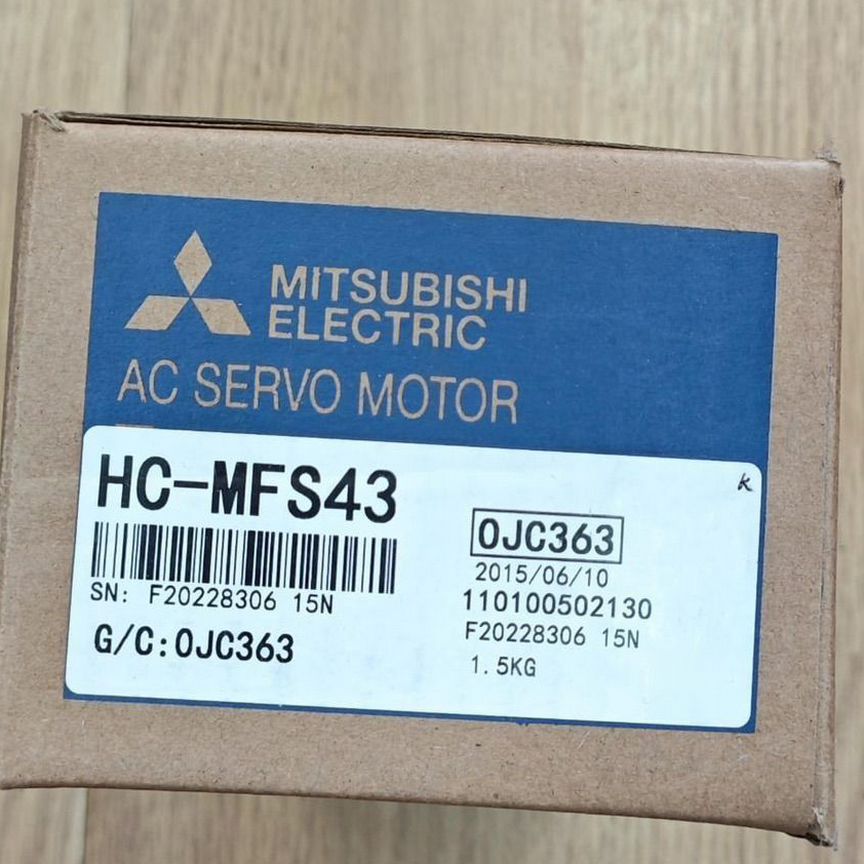 MITSUBISHI
ELECTRIC
AC SERVO MOTOR
HC-MFS43
SN: F20228306 15N
G/C:0JC363
K
0JC363
2015/06/10
110100502130
F20228306 15N
1.5KG